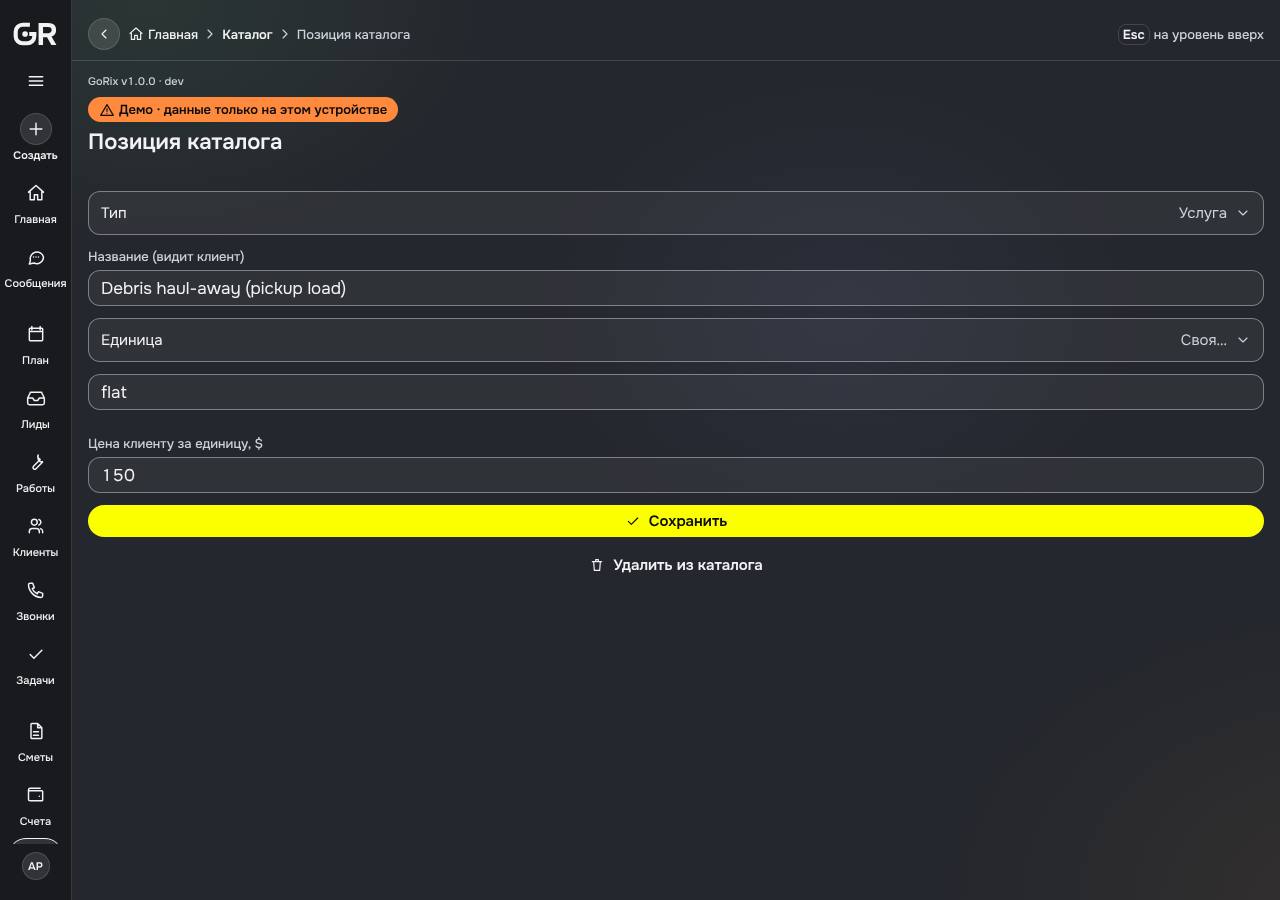 GR
Главная
Каталог
Позиция каталога
Esc на уровень вверх
GoRix v1.0.0 · dev
Демо · данные только на этом устройстве
Позиция каталога
Создать
Главная
Сообщения
План
Лиды
Работы
Клиенты
Звонки
Задачи
Сметы
Счета
AP
Тип
Услуга
Название (видит клиент)
Debris haul-away (pickup load)
Единица
Своя...
flat
Цена клиенту за единицу, $
150
Сохранить
Удалить из каталога